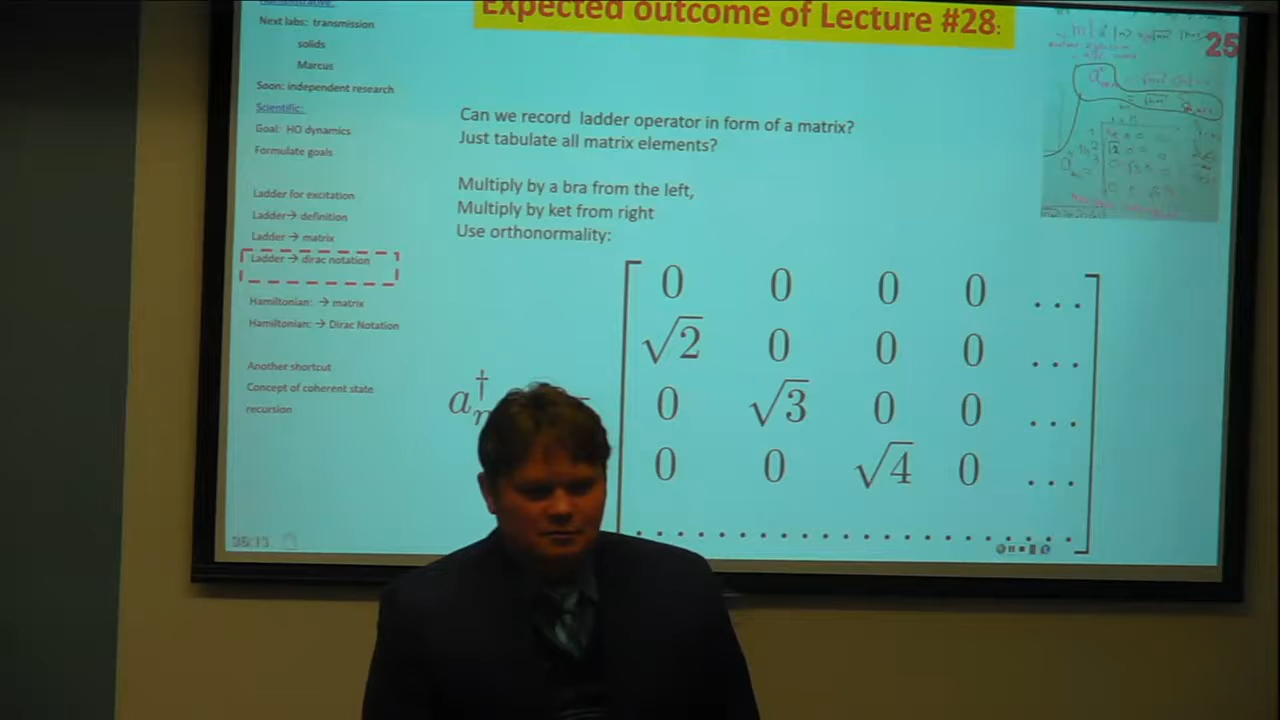 Expected outcome of Lecture #28:
25
Next labs: transmission
solids
Marcus
Soon: independent research
Scientific:
Goal: HO dynamics
Formulate goals
Ladder for excitation
Ladder→ definition
Ladder → matrix
Ladder → dirac notation
Hamiltonian: → matrix
Hamiltonian: → Dirac Notation
Another shortcut
Concept of coherent state
recursion
Can we record ladder operator in form of a matrix?
Just tabulate all matrix elements?
Multiply by a bra from the left,
Multiply by ket from right
Use orthonormality:
0 0 0 0 ...
√2 0 0 0 ...
a† 0 √3 0 0 ...
0 0 √4 0 ...